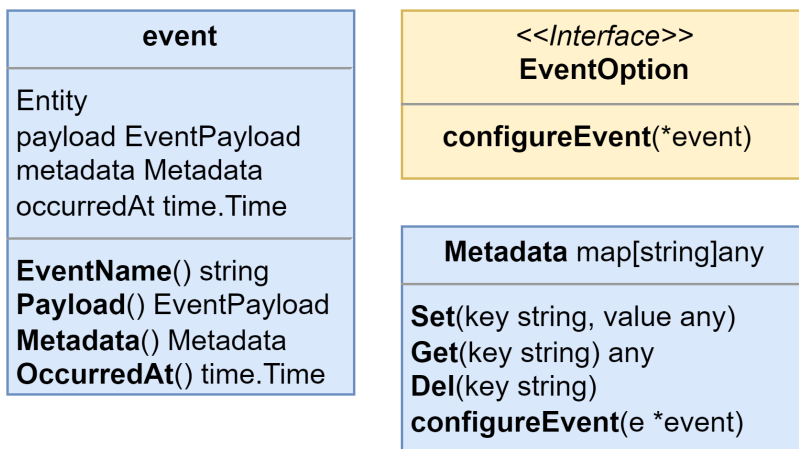 event
Entity
payload EventPayload
metadata Metadata
occurredAt time.Time
EventName() string
Payload() EventPayload
Metadata() Metadata
OccurredAt() time.Time
<<Interface>>
EventOption
configureEvent(*event)
Metadata map[string]any
Set(key string, value any)
Get(key string) any
Del(key string)
configureEvent(e *event)